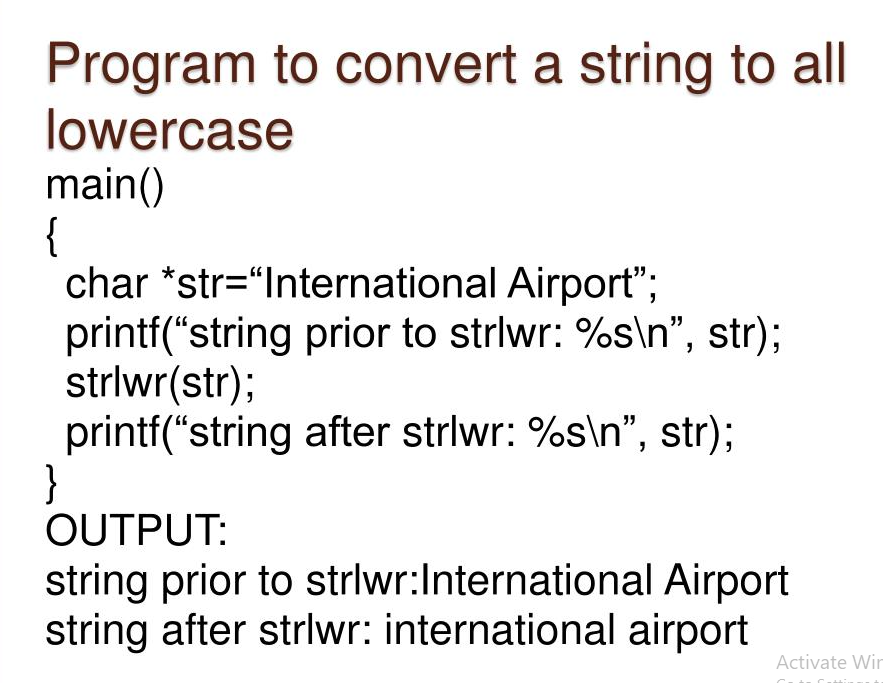 Program to convert a string to all
lowercase
main()
{
char *str=“International Airport”;
printf(“string prior to strlwr: %s\n”, str);
strlwr(str);
printf(“string after strlwr: %s\n”, str);
}
OUTPUT:
string prior to strlwr:International Airport
string after strlwr: international airport
Activate Win